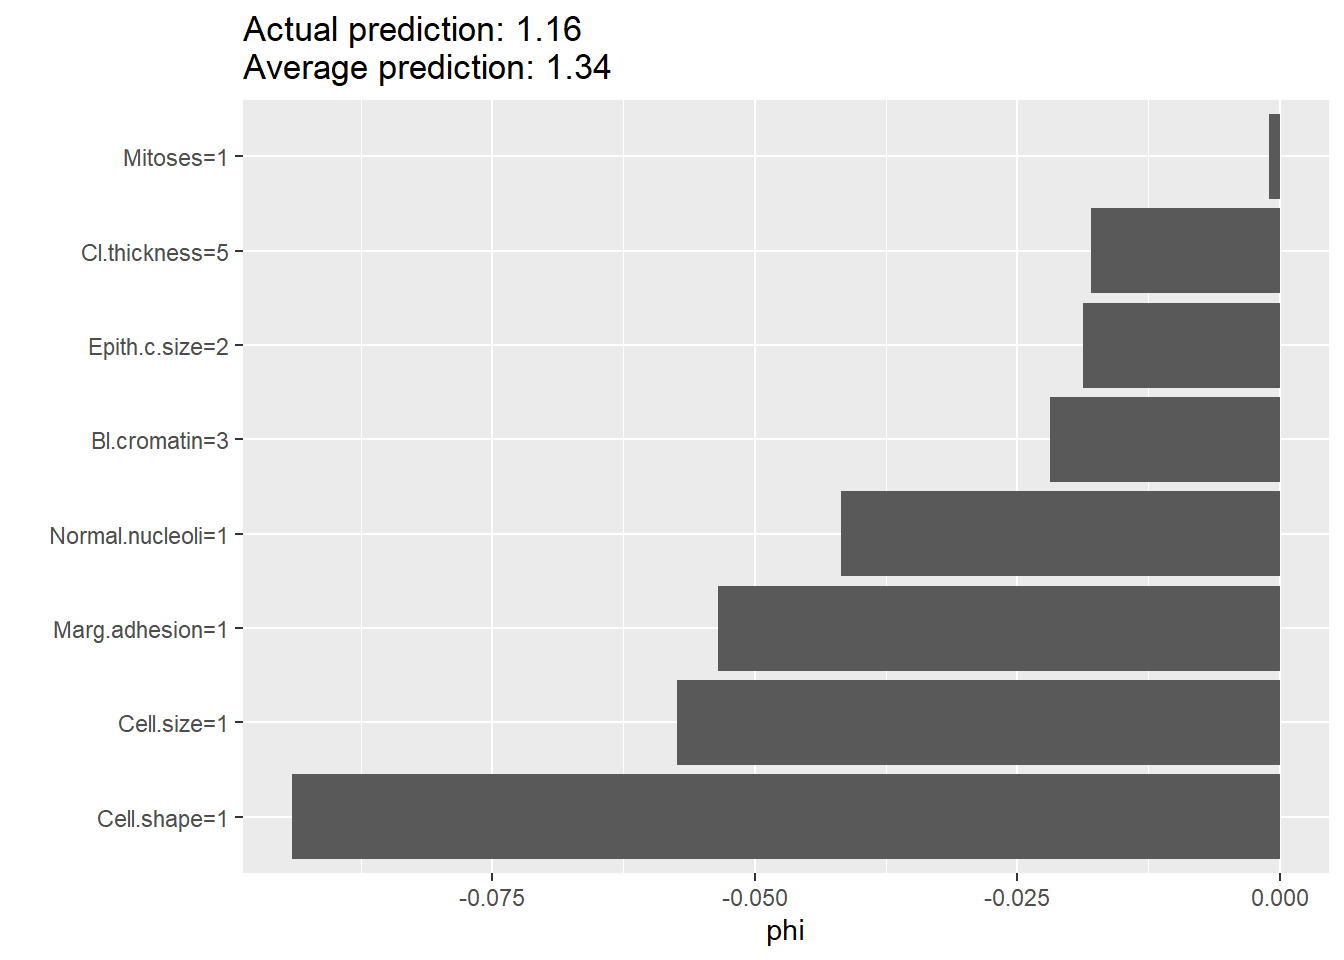 Actual prediction: 1.16
Average prediction: 1.34
Mitoses=1
Cl.thickness=5
Epith.c.size=2
Bl.cromatin=3
Normal.nucleoli=1
Marg.adhesion=1
Cell.size=1
Cell.shape=1
-0.075 -0.050 -0.025 0.000
phi